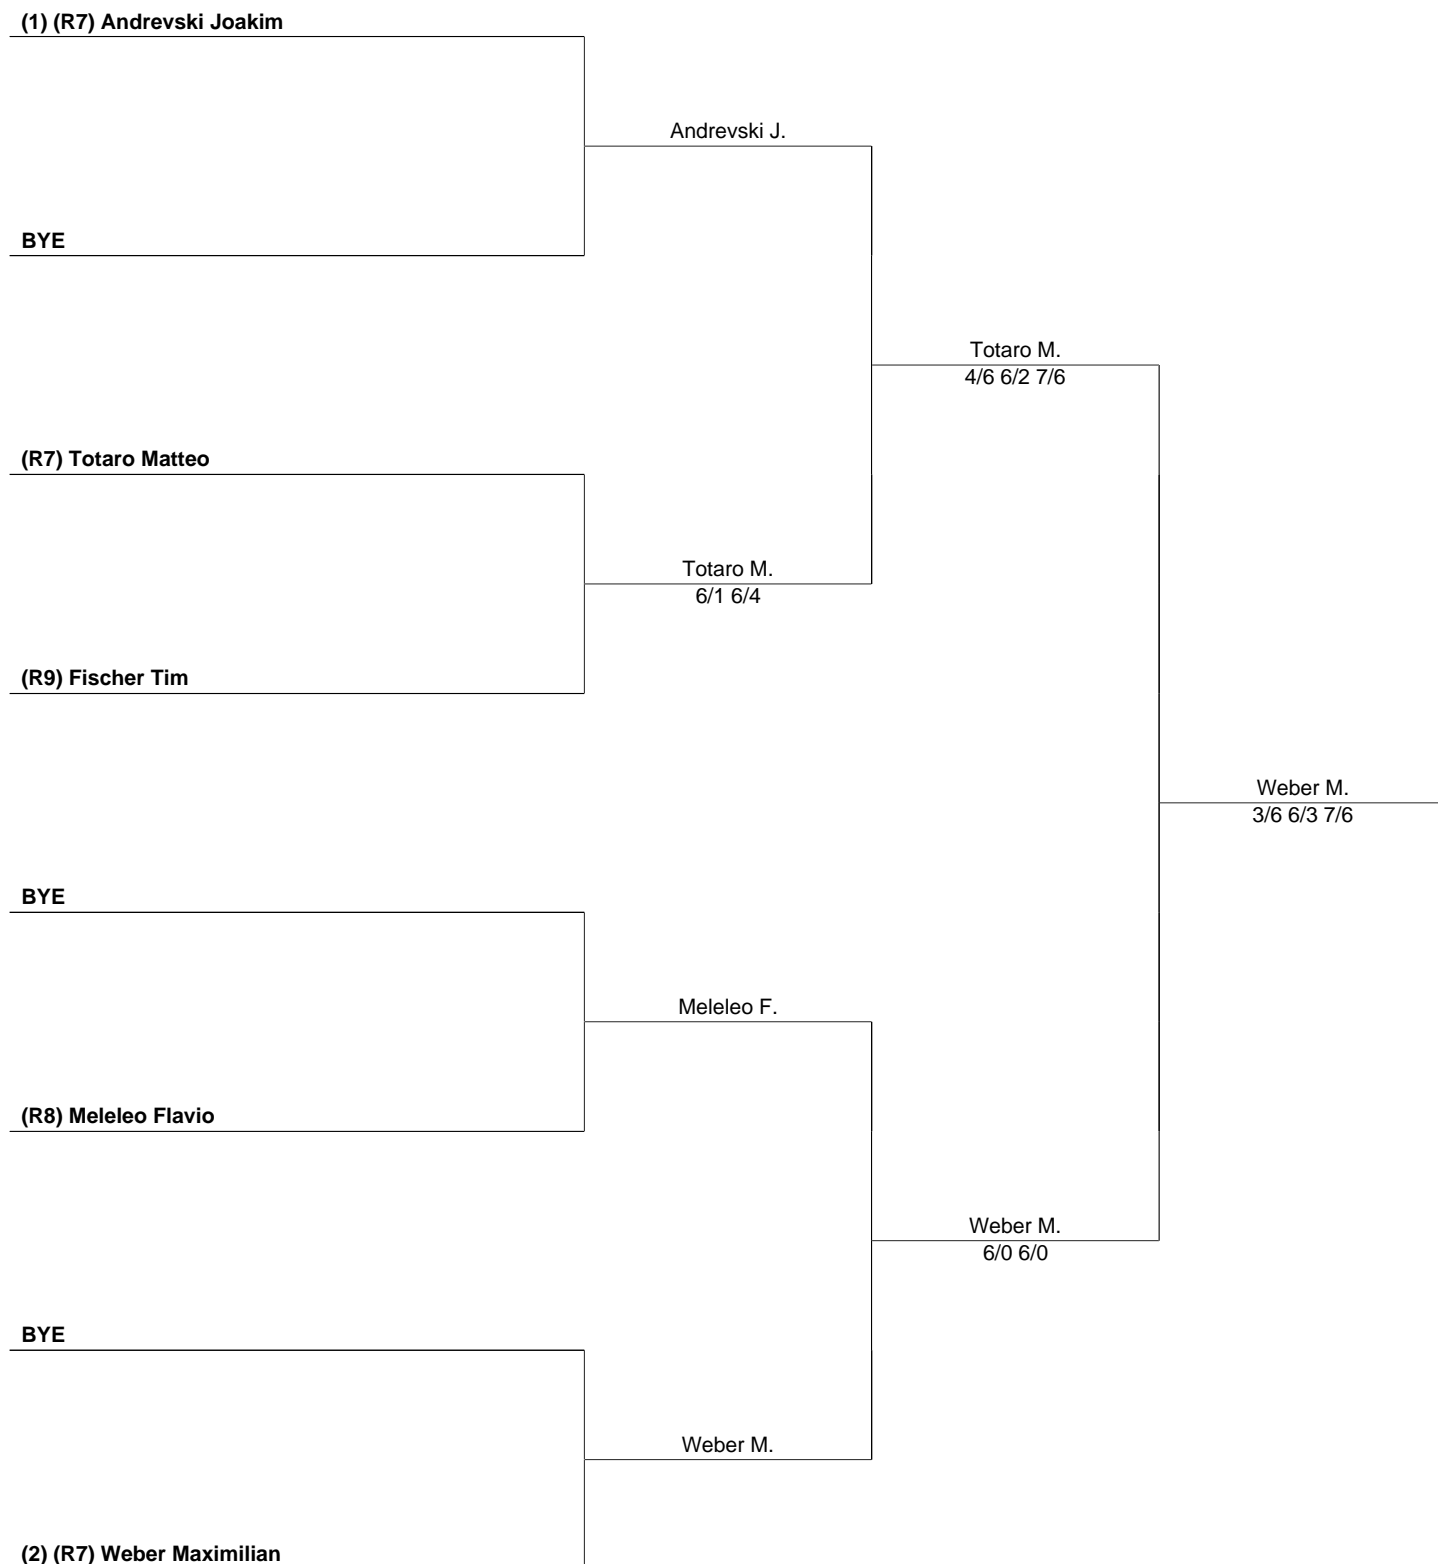 (1) (R7) Andrevski Joakim
Andrevski J.
BYE
Totaro M.
4/6 6/2 7/6
(R7) Totaro Matteo
Totaro M.
6/1 6/4
(R9) Fischer Tim
Weber M.
3/6 6/3 7/6
BYE
Meleleo F.
(R8) Meleleo Flavio
Weber M.
6/0 6/0
BYE
Weber M.
(2) (R7) Weber Maximilian